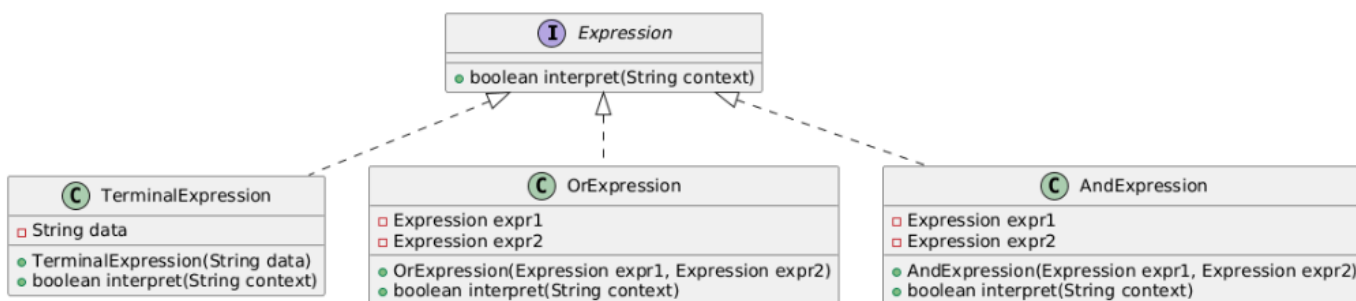 I Expression
boolean interpret(String context)
C TerminalExpression
String data
TerminalExpression(String data)
boolean interpret(String context)
C OrExpression
Expression expr1
Expression expr2
OrExpression(Expression expr1, Expression expr2)
boolean interpret(String context)
C AndExpression
Expression expr1
Expression expr2
AndExpression(Expression expr1, Expression expr2)
boolean interpret(String context)